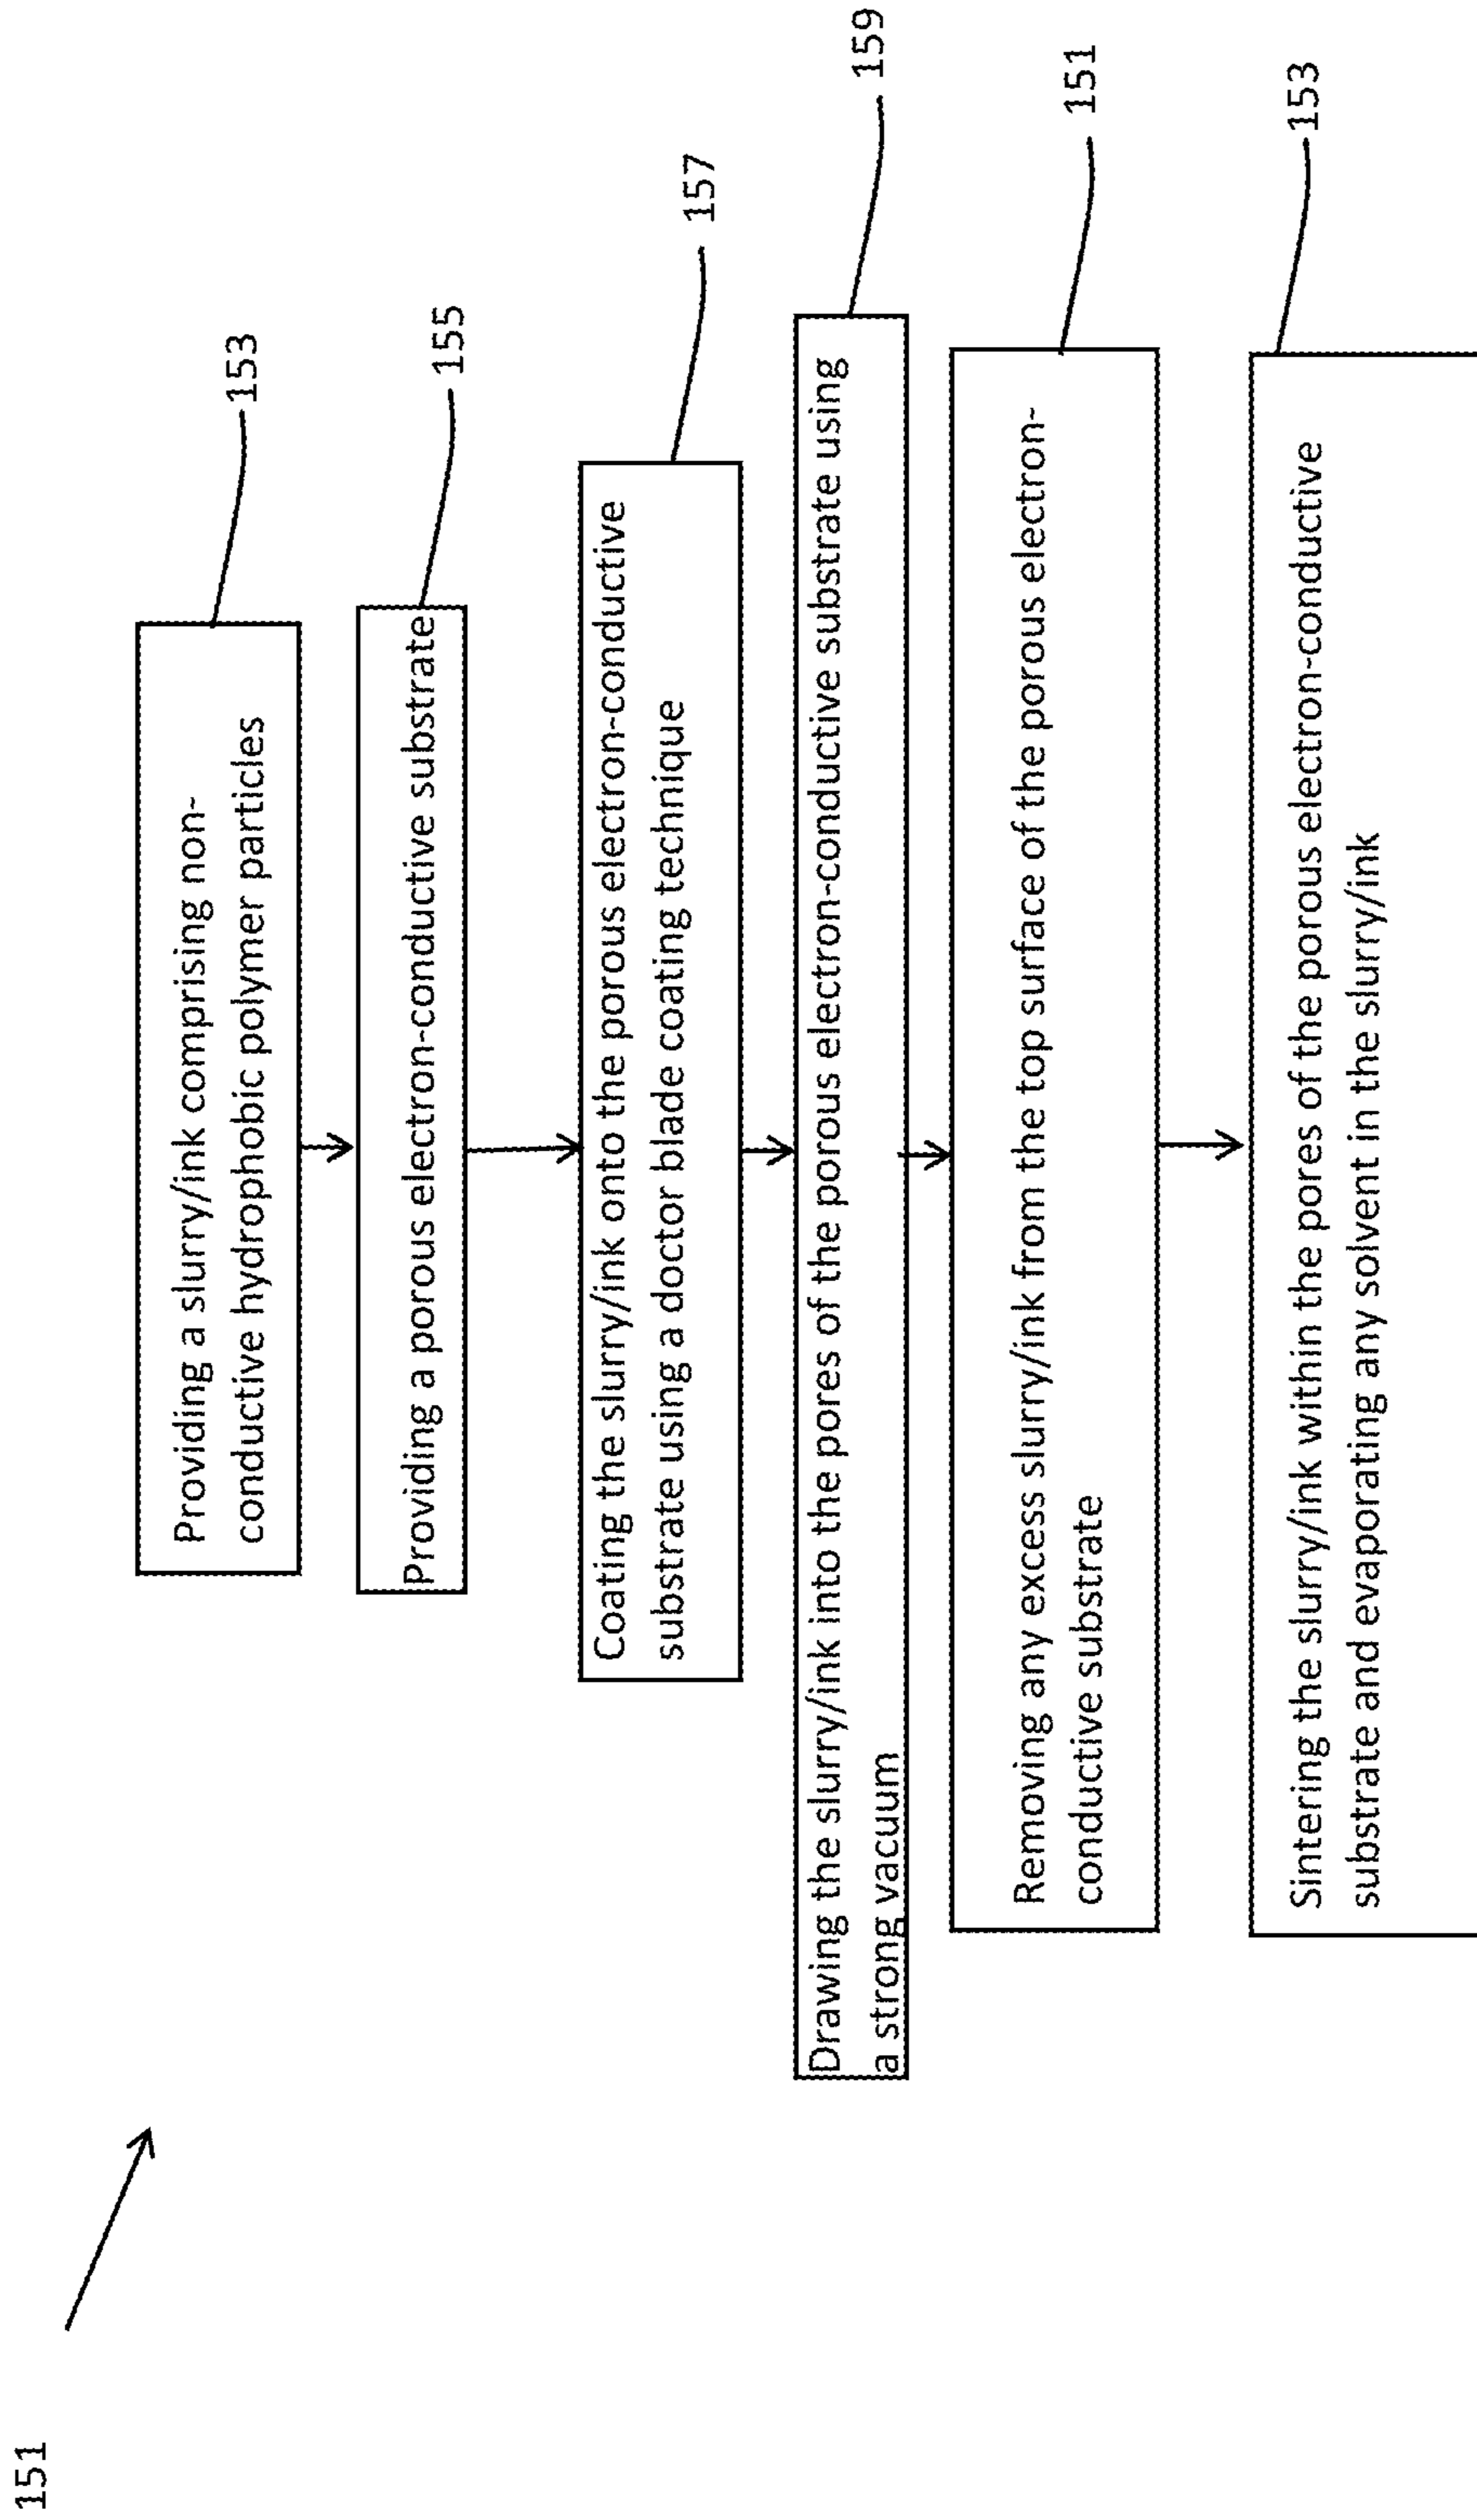 151
Providing a slurry/ink comprising non-
conductive hydrophobic polymer particles
153
Providing a porous electron-conductive substrate
155
Coating the slurry/ink onto the porous electron-conductive
substrate using a doctor blade coating technique
157
Drawing the slurry/ink into the pores of the porous electron-conductive substrate using
a strong vacuum
159
Removing any excess slurry/ink from the top surface of the porous electron-
conductive substrate
151
Sintering the slurry/ink within the pores of the porous electron-conductive
substrate and evaporating any solvent in the slurry/ink
153